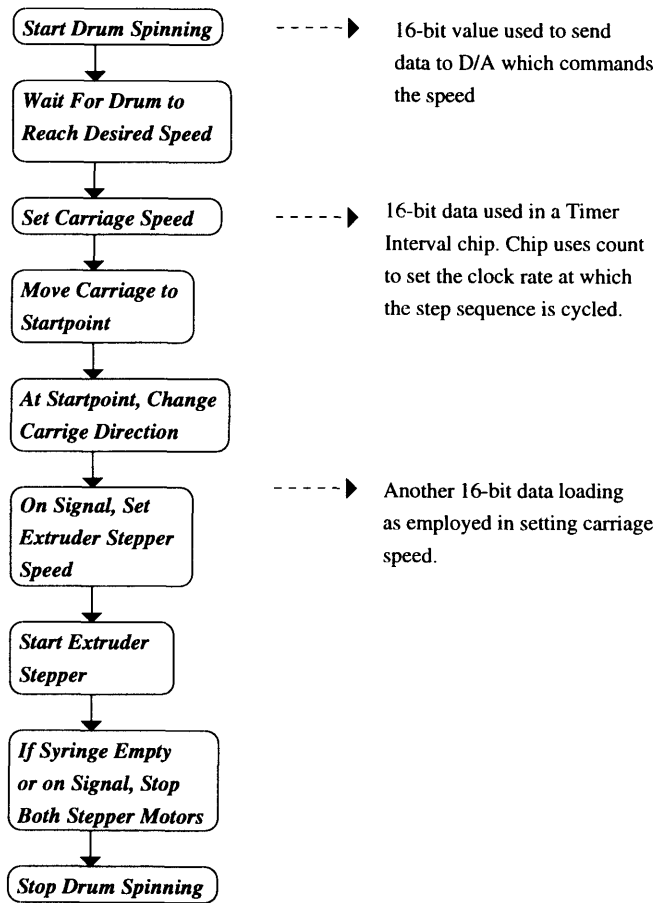 Start Drum Spinning
16-bit value used to send
data to D/A which commands
the speed
Wait For Drum to
Reach Desired Speed
Set Carriage Speed
16-bit data used in a Timer
Interval chip. Chip uses count
to set the clock rate at which
the step sequence is cycled.
Move Carriage to
Startpoint
At Startpoint, Change
Carrige Direction
On Signal, Set
Extruder Stepper
Speed
Another 16-bit data loading
as employed in setting carriage
speed.
Start Extruder
Stepper
If Syringe Empty
or on Signal, Stop
Both Stepper Motors
Stop Drum Spinning